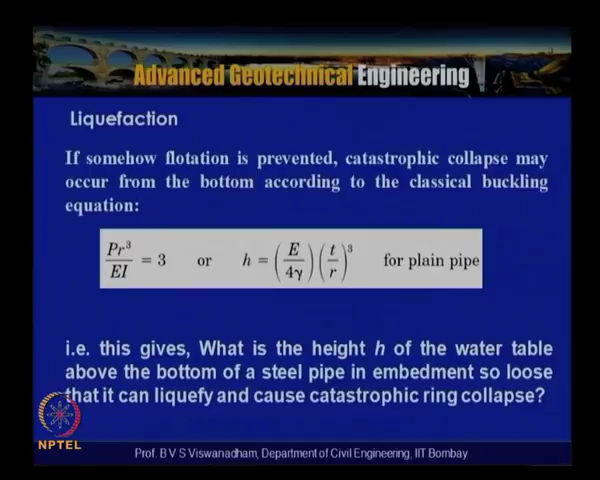 Advanced Geotechnical Engineering
Liquefaction
If somehow flotation is prevented, catastrophic collapse may
occur from the bottom according to the classical buckling
equation:
Pr³/EI = 3 or h = (E/4γ)(t/r)³ for plain pipe
i.e. this gives, What is the height h of the water table
above the bottom of a steel pipe in embedment so loose
that it can liquefy and cause catastrophic ring collapse?
NPTEL
Prof. B V S Viswanadham, Department of Civil Engineering, IIT Bombay